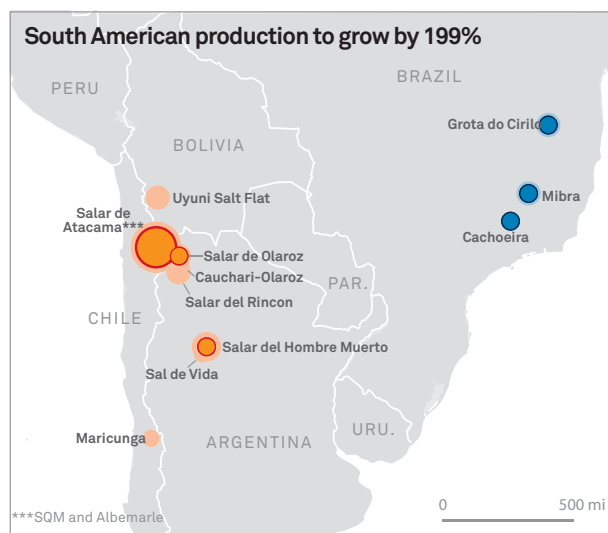 South American production to grow by 199%
BRAZIL
PERU
Grota do Cirilo
BOLIVIA
Uyuni Salt Flat
Mibra
Salar de
Atacama***
Cachoeira
Salar de Olaroz
Cauchari-Olaroz
PAR.
Salar del Rincon
CHILE
Salar del Hombre Muerto
Sal de Vida
URU.
Maricunga
ARGENTINA
0 500 mi
***SQM and Albemarle